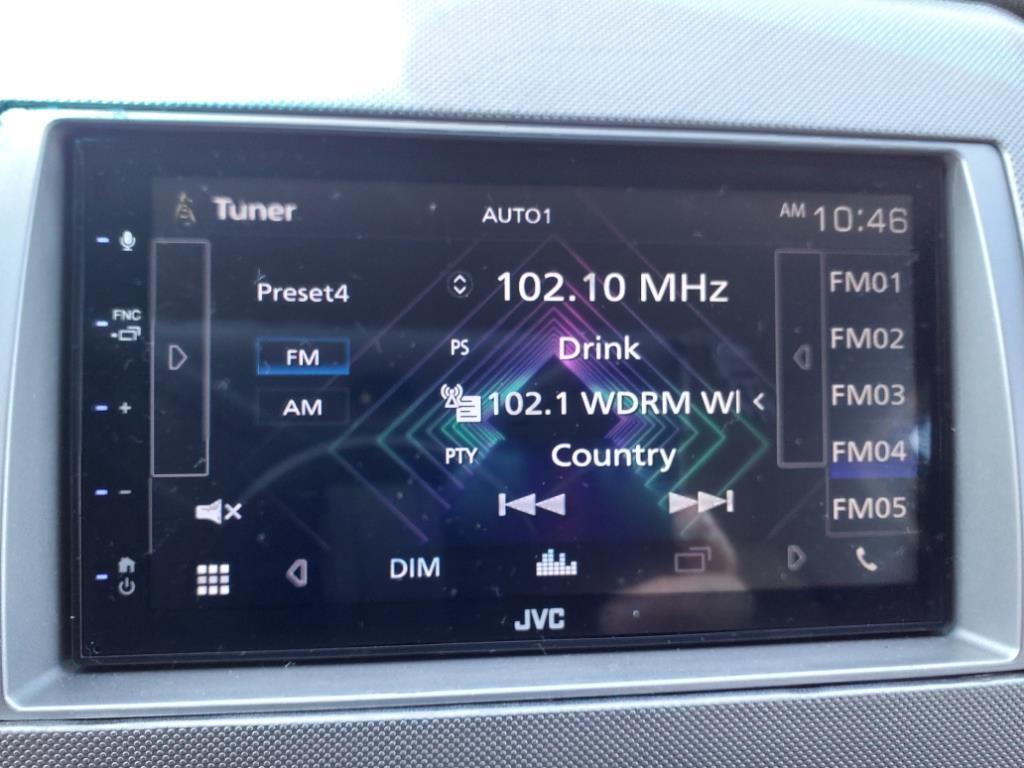 Tuner AUTO1 AM 10:46
Preset4 102.10 MHz FM01
FNC
FM PS Drink FM02
AM 102.1 WDRM W < FM03
PTY Country FM04
FM05
DIM
JVC